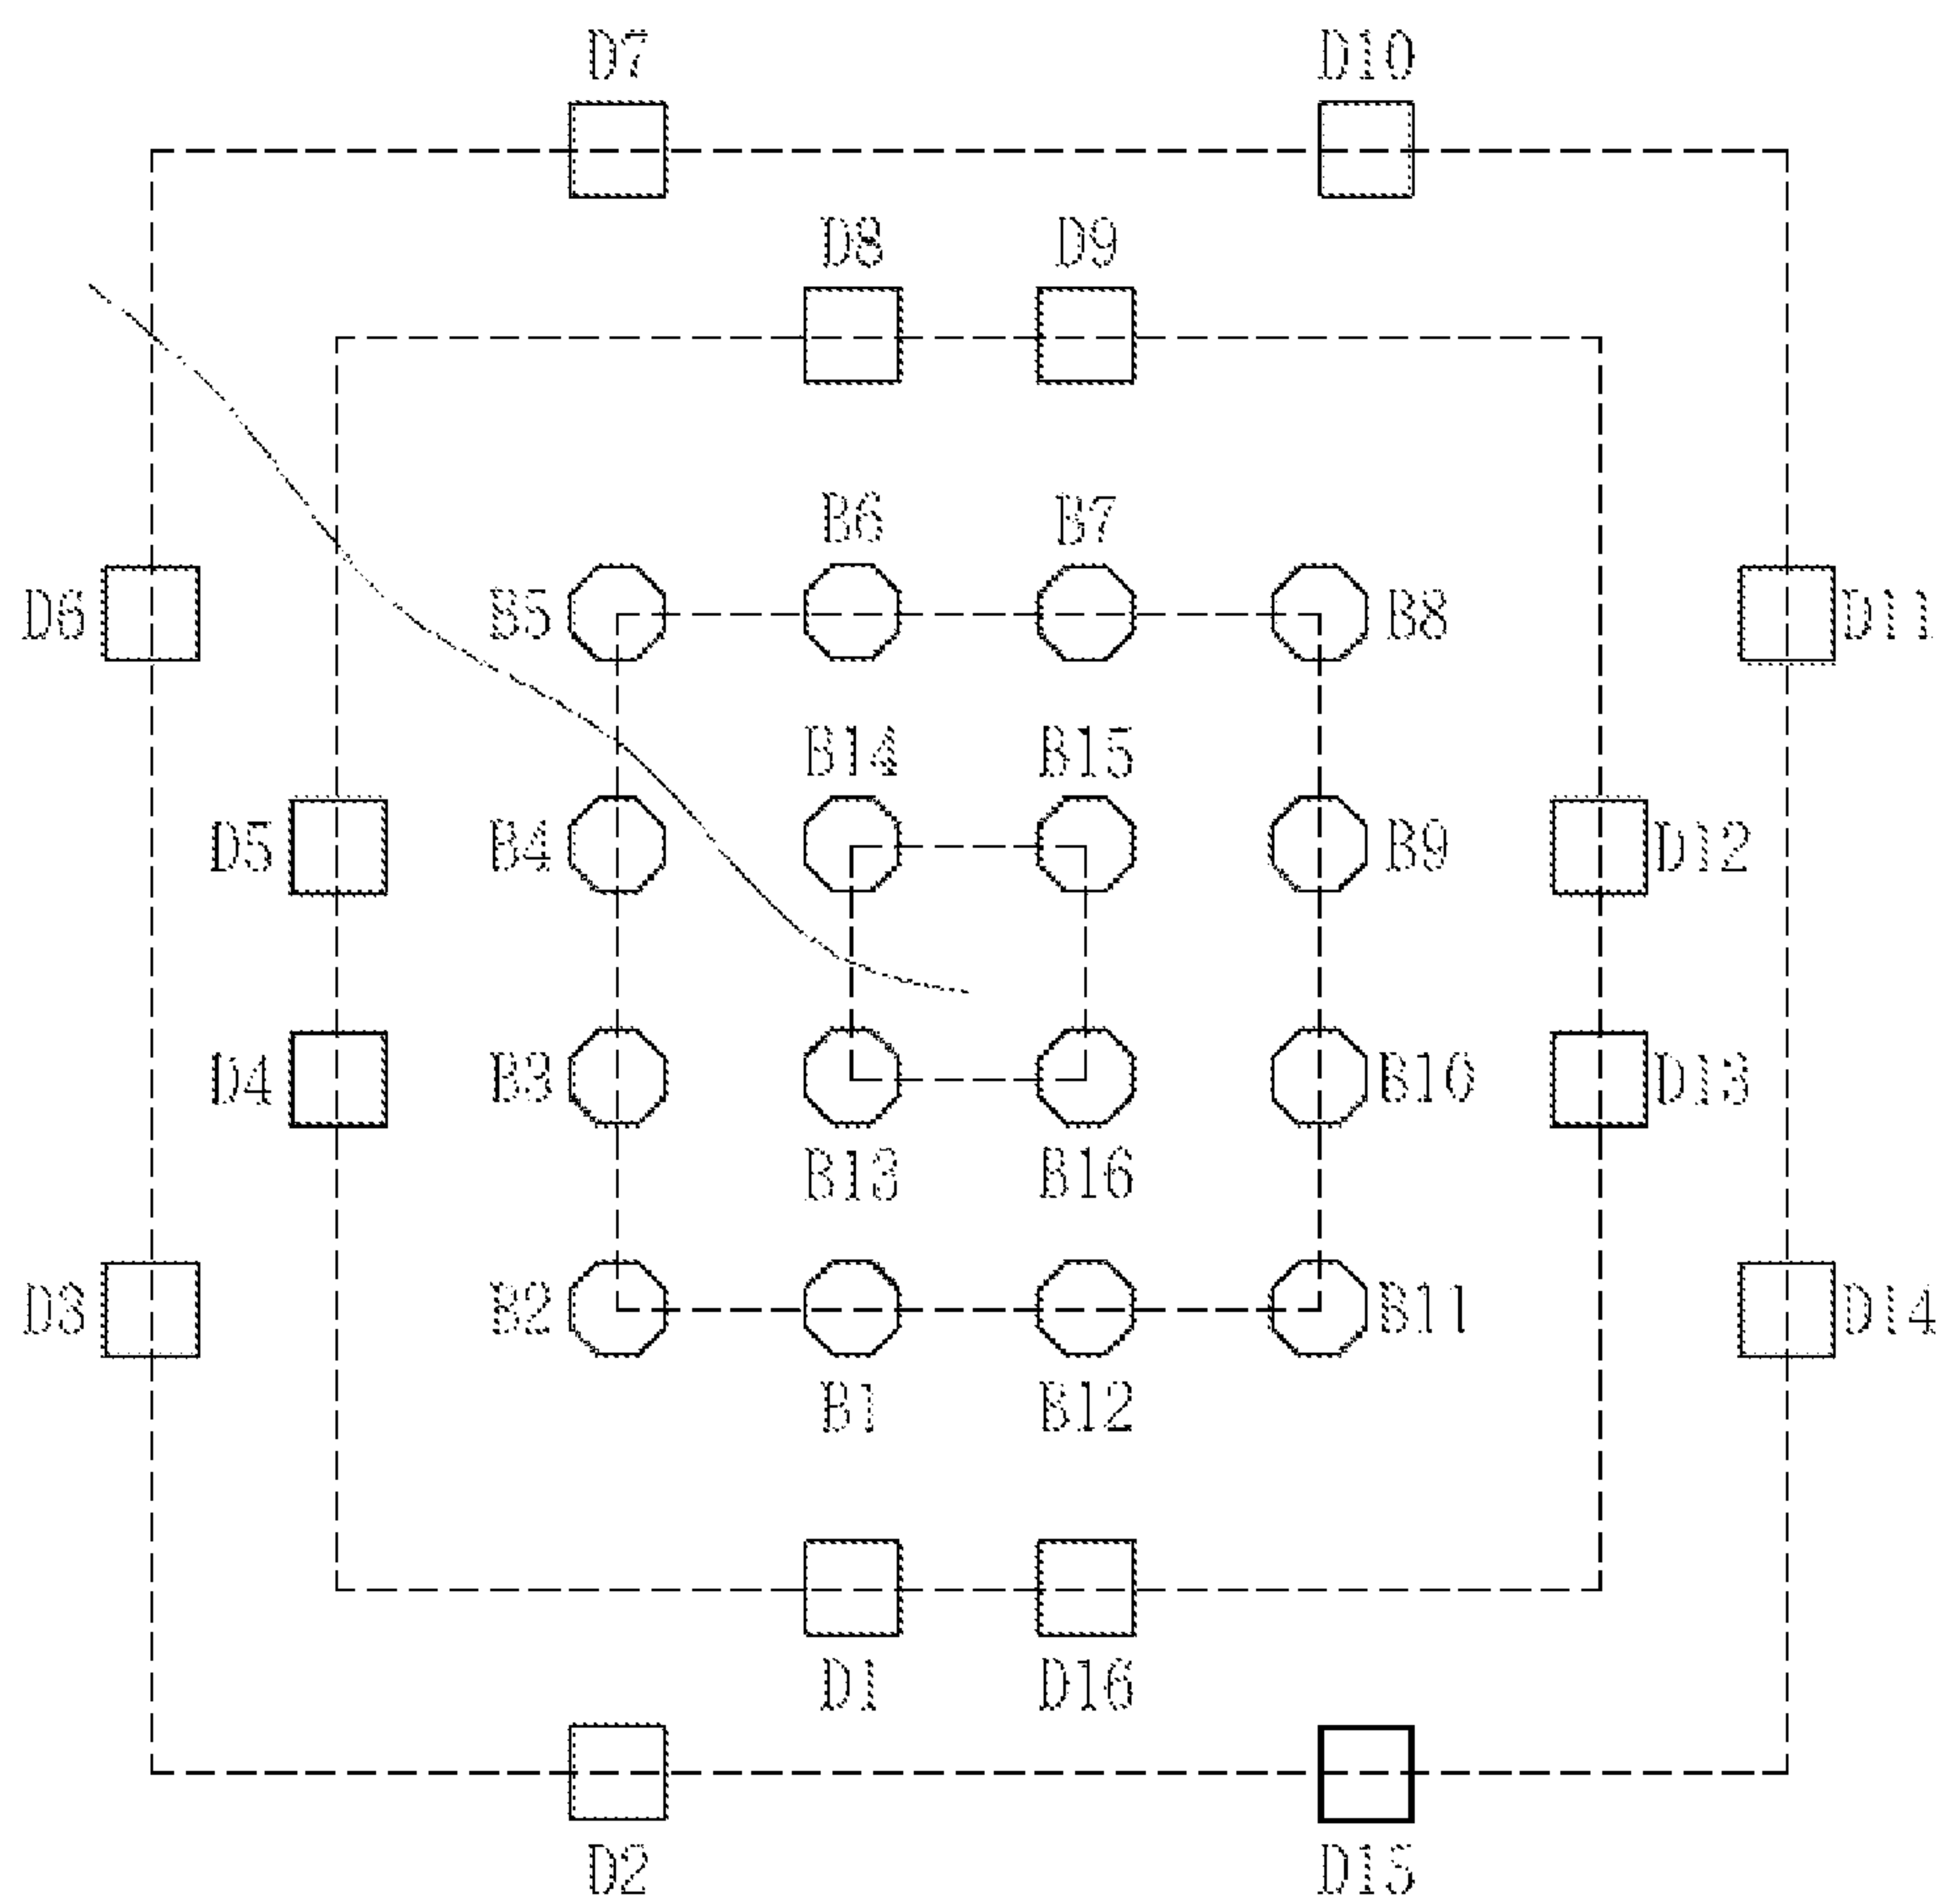 D7 D10
D8 D9
B6 B7
D6 B5 B8 D11
B14 B15
D5 B4 B9 D12
D4 B3 B10 D13
B13 B16
D3 B2 B11 D14
B1 B12
D1 D16
D2 D15